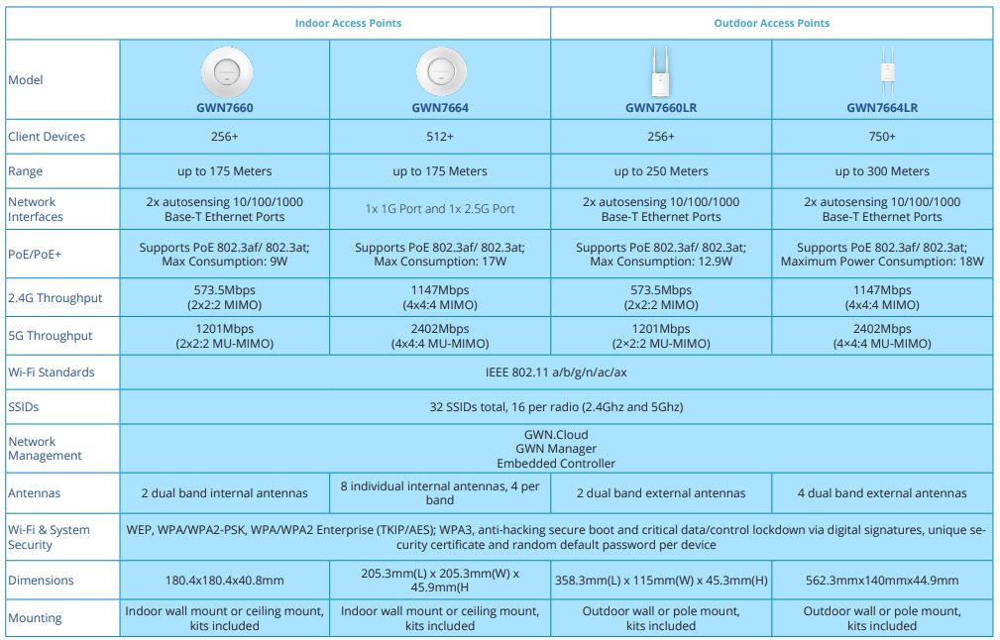 Indoor Access Points
Outdoor Access Points
Model
GWN7660
GWN7664
GWN7660LR
GWN7664LR
Client Devices
256+
512+
256+
750+
Range
up to 175 Meters
up to 175 Meters
up to 250 Meters
up to 300 Meters
Network
Interfaces
2x autosensing 10/100/1000
Base-T Ethernet Ports
1x 1G Port and 1x 2.5G Port
2x autosensing 10/100/1000
Base-T Ethernet Ports
2x autosensing 10/100/1000
Base-T Ethernet Ports
PoE/PoE+
Supports PoE 802.3af/ 802.3at;
Max Consumption: 9W
Supports PoE 802.3af/ 802.3at;
Max Consumption: 17W
Supports PoE 802.3af/ 802.3at;
Max Consumption: 12.9W
Supports PoE 802.3af/ 802.3at;
Maximum Power Consumption: 18W
2.4G Throughput
573.5Mbps
(2x2:2 MIMO)
1147Mbps
(4x4:4 MIMO)
573.5Mbps
(2x2:2 MIMO)
1147Mbps
(4x4:4 MIMO)
5G Throughput
1201Mbps
(2x2:2 MU-MIMO)
2402Mbps
(4x4:4 MU-MIMO)
1201Mbps
(2×2:2 MU-MIMO)
2402Mbps
(4×4:4 MU-MIMO)
Wi-Fi Standards
IEEE 802.11 a/b/g/n/ac/ax
SSIDs
32 SSIDs total, 16 per radio (2.4Ghz and 5Ghz)
Network
Management
GWN.Cloud
GWN Manager
Embedded Controller
Antennas
2 dual band internal antennas
8 individual internal antennas, 4 per
band
2 dual band external antennas
4 dual band external antennas
Wi-Fi & System
Security
WEP, WPA/WPA2-PSK, WPA/WPA2 Enterprise (TKIP/AES); WPA3, anti-hacking secure boot and critical data/control lockdown via digital signatures, unique se-
curity certificate and random default password per device
Dimensions
180.4x180.4x40.8mm
205.3mm(L) x 205.3mm(W) x
45.9mm(H
358.3mm(L) x 115mm(W) x 45.3mm(H)
562.3mmx140mmx44.9mm
Mounting
Indoor wall mount or ceiling mount,
kits included
Indoor wall mount or ceiling mount,
kits included
Outdoor wall or pole mount,
kits included
Outdoor wall or pole mount,
kits included